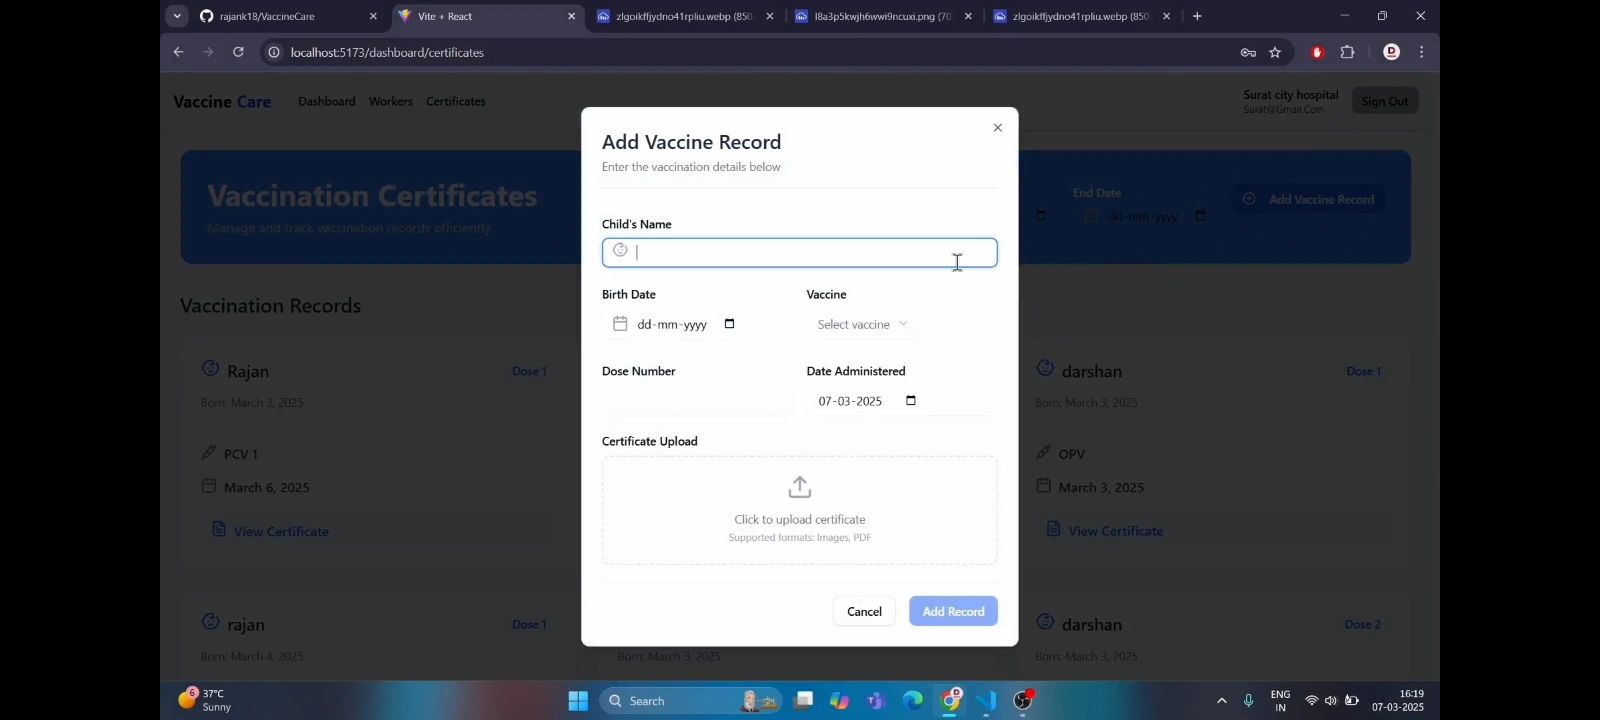 rajank18/VaccineCare
Vite + React
zlgoikffjydno41rpliu.webp (850
l8a3p5kwjh6wwi9ncuxi.png (70
zlgoikffjydno41rpliu.webp (850
localhost:5173/dashboard/certificates
Vaccine Care
Dashboard
Workers
Certificates
Surat city hospital
Surat@Gmail.Com
Sign Out
Vaccination Certificates
Manage and track vaccination records efficiently
End Date
dd-mm-yyyy
Add Vaccine Record
Add Vaccine Record
Enter the vaccination details below
Child's Name
Birth Date
Vaccine
dd-mm-yyyy
Select vaccine
Dose Number
Date Administered
07-03-2025
Certificate Upload
Click to upload certificate
Supported formats: Images, PDF
Cancel
Add Record
Vaccination Records
Rajan
Dose 1
Born: March 3, 2025
PCV 1
March 6, 2025
View Certificate
darshan
Dose 1
Born: March 3, 2025
OPV
March 3, 2025
View Certificate
rajan
Dose 1
Born: March 4, 2025
Born: March 3, 2025
darshan
Dose 2
Born: March 3, 2025
6
37°C
Sunny
Search
ENG
IN
16:19
07-03-2025